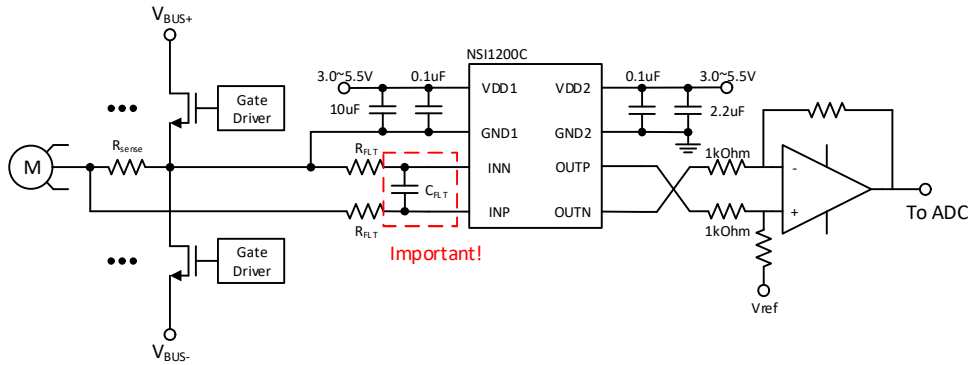 VBUS+
NSI1200C
3.0~5.5V
0.1uF
VDD1
VDD2
0.1uF
3.0~5.5V
Gate
Driver
10uF
2.2uF
GND1
GND2
Rsense
RFLT
1kOhm
M
INN
OUTP
-
CFLT
To ADC
INP
OUTN
+
RFLT
1kOhm
Important!
Gate
Driver
Vref
VBUS-